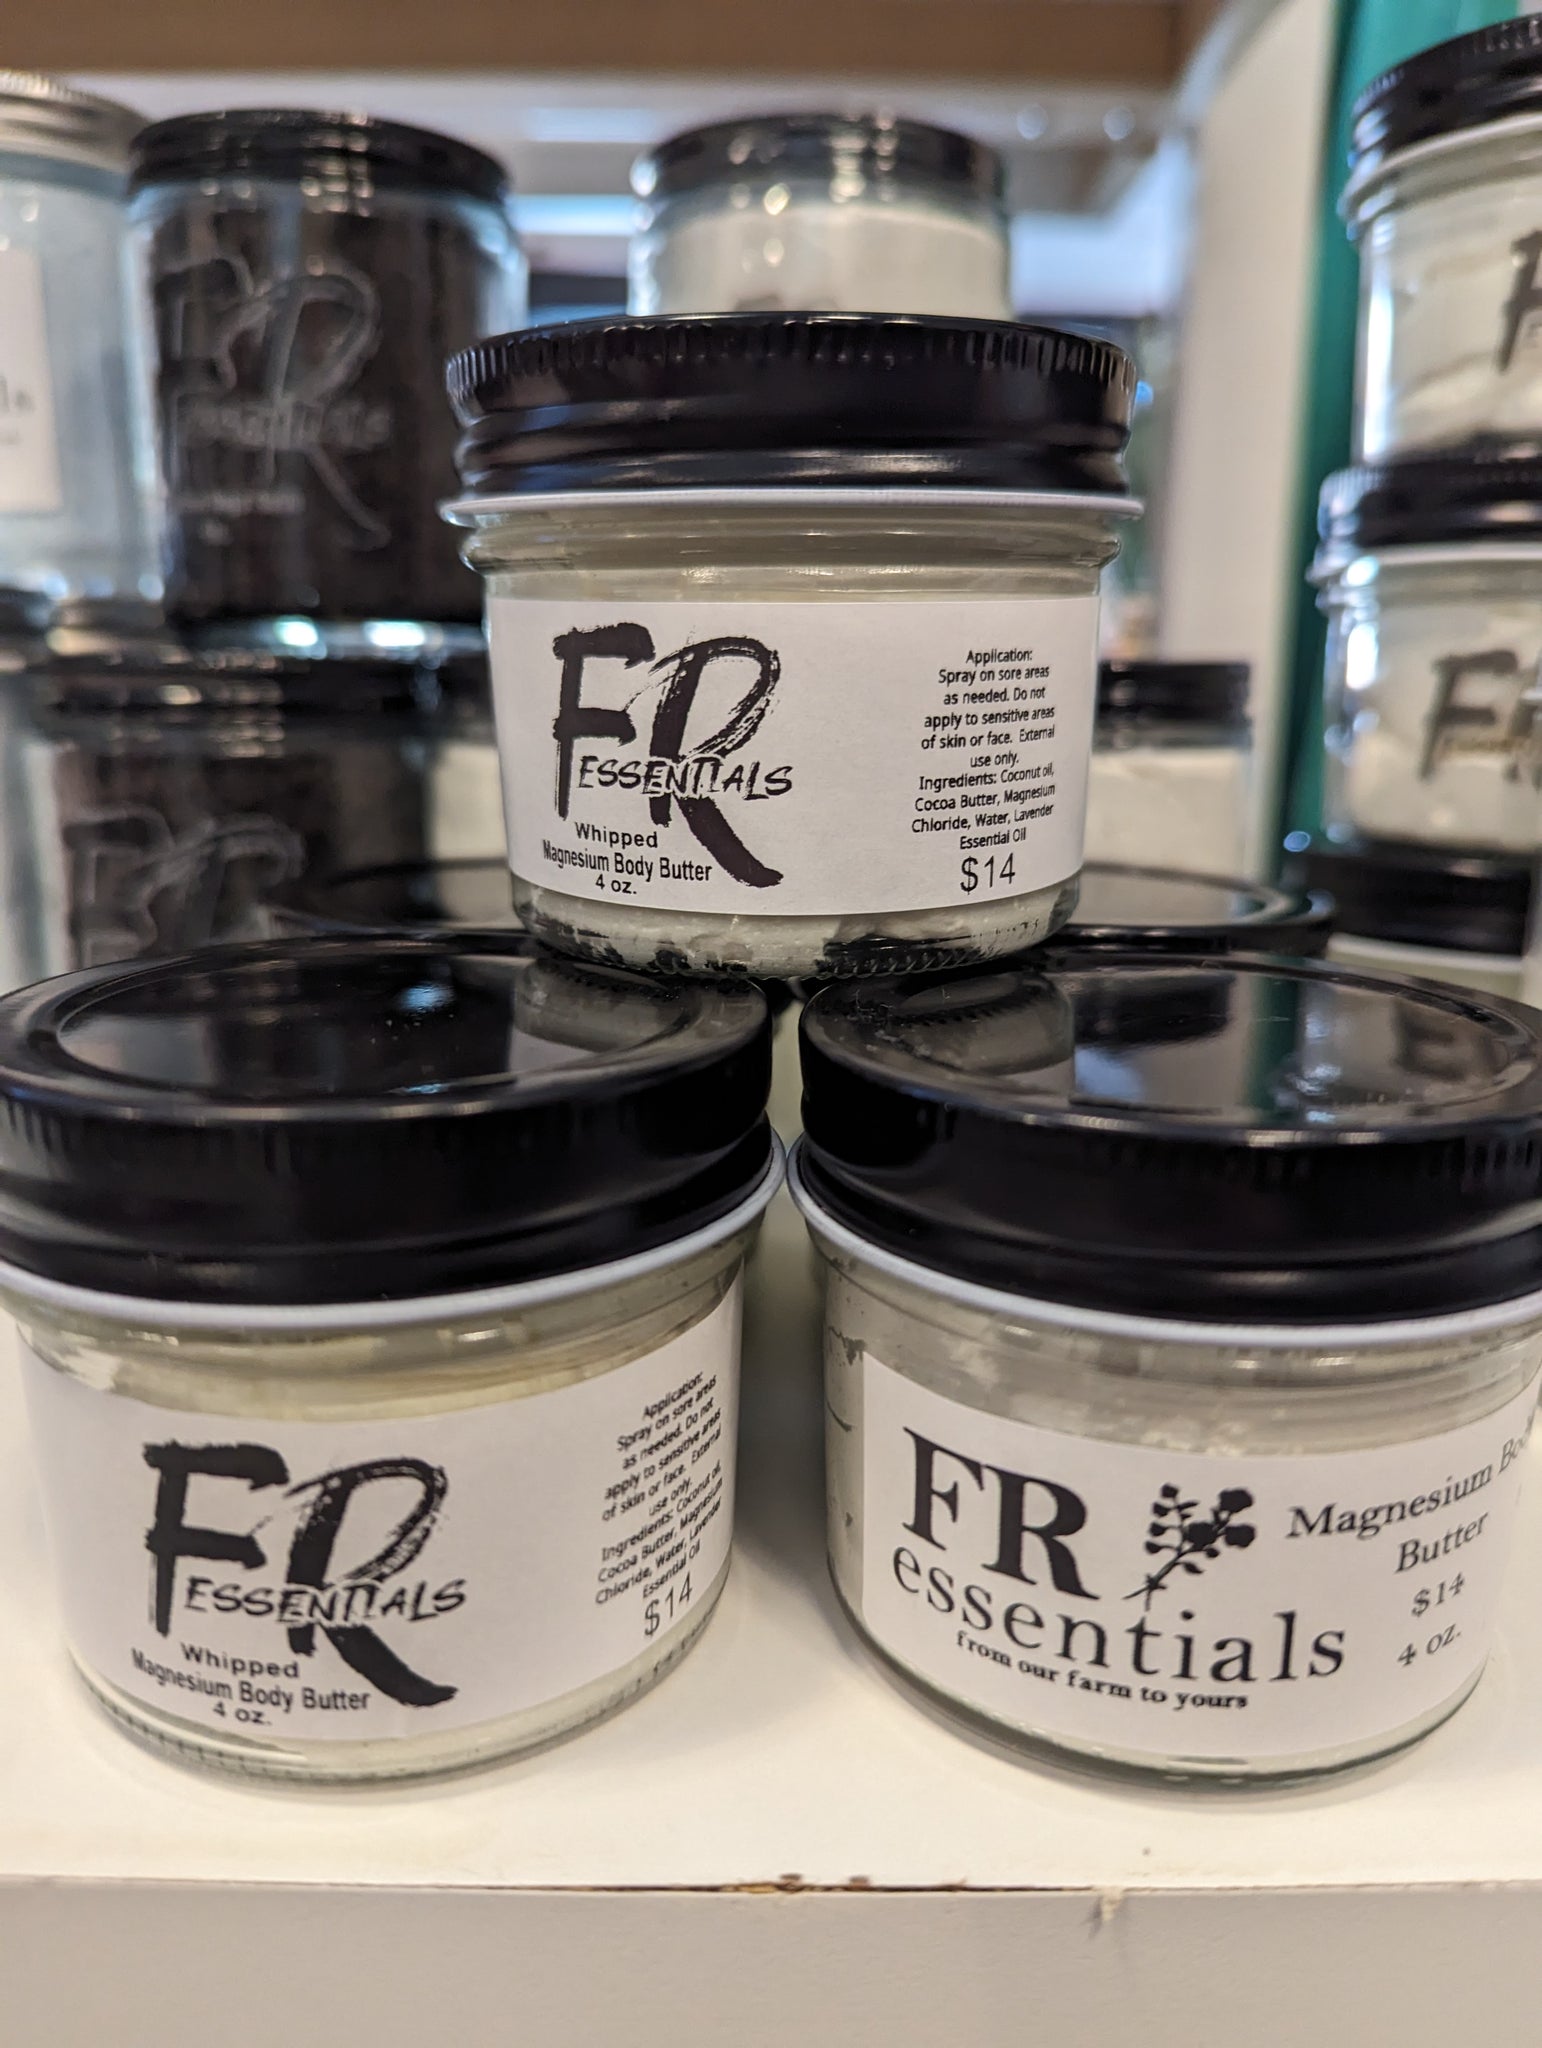 FR
ESSENTIALS
Whipped
Magnesium Body Butter
4 oz.
Application:
Spray on sore areas
as needed. Do not
apply to sensitive areas
of skin or face. External
use only.
Ingredients: Coconut oil,
Cocoa Butter, Magnesium
Chloride, Water, Lavender
Essential Oil
$14
FR
ESSENTIALS
Whipped
Magnesium Body Butter
4 oz.
Application:
Spray on sore areas
as needed. Do not
apply to sensitive areas
of skin or face. External
use only.
Ingredients: Coconut oil,
Cocoa Butter, Magnesium
Chloride, Water, Lavender
Essential Oil
$14
FR
essentials
from our farm to yours
Magnesium
Butter
$14
4 oz.
FR
Essentials
FR
FR